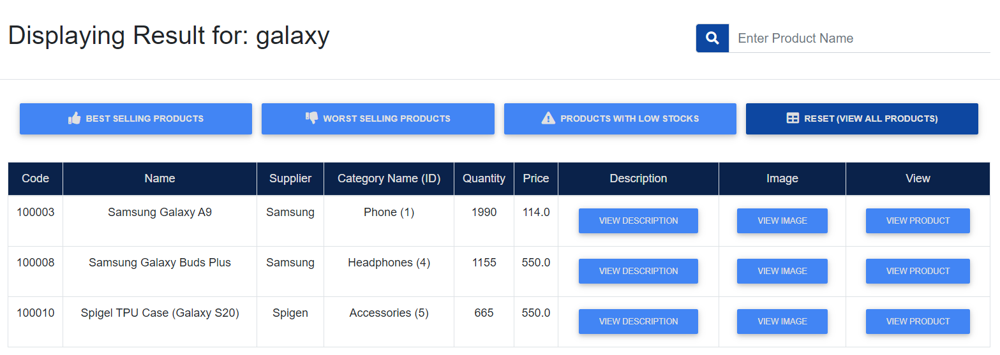 Displaying Result for: galaxy
Enter Product Name
BEST SELLING PRODUCTS
WORST SELLING PRODUCTS
PRODUCTS WITH LOW STOCKS
RESET (VIEW ALL PRODUCTS)
Code Name Supplier Category Name (ID) Quantity Price Description Image View
100003 Samsung Galaxy A9 Samsung Phone (1) 1990 114.0 VIEW DESCRIPTION VIEW IMAGE VIEW PRODUCT
100008 Samsung Galaxy Buds Plus Samsung Headphones (4) 1155 550.0 VIEW DESCRIPTION VIEW IMAGE VIEW PRODUCT
100010 Spigel TPU Case (Galaxy S20) Spigen Accessories (5) 665 550.0 VIEW DESCRIPTION VIEW IMAGE VIEW PRODUCT